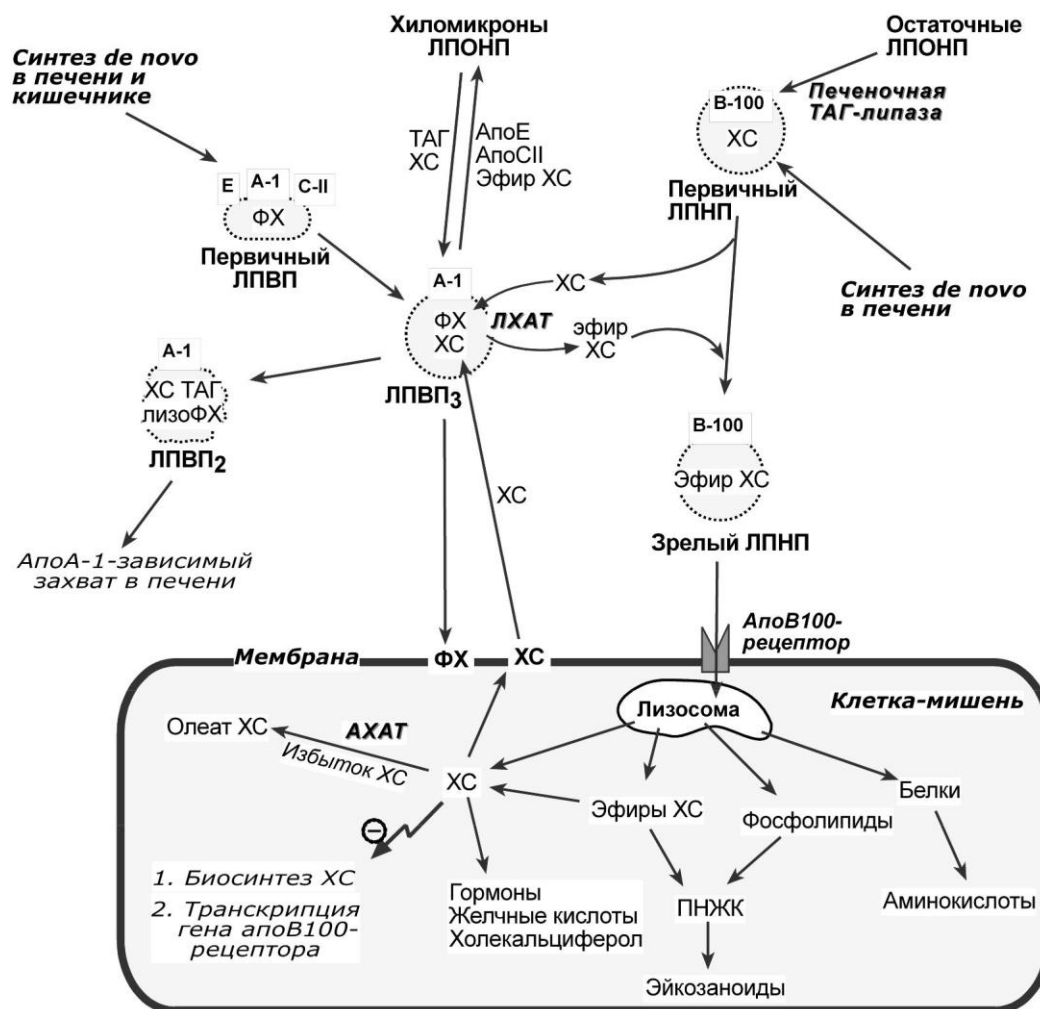 Хиломикроны
ЛПОНП
Остаточные
ЛПОНП
Синтез de novo
в печени и
кишечнике
Печеночная
ТАГ-липаза
В-100
ХС
Первичный
ЛПНП
ТАГ
ХС
АпоЕ
АпоСII
Эфир ХС
Е
А-1
С-II
ФХ
Первичный
ЛПВП
Синтез de novo
в печени
А-1
ФХ
ХС
ЛПВП3
ЛХАТ
ХС
эфир
ХС
А-1
ХС ТАГ
лизоФХ
ЛПВП2
В-100
Эфир ХС
Зрелый ЛПНП
ХС
АпоА-1-зависимый
захват в печени
АпоВ100-
рецептор
Мембрана
ФХ
ХС
Клетка-мишень
Лизосома
Олеат ХС
АХАТ
Избыток ХС
ХС
Эфиры ХС
Фосфолипиды
Белки
1. Биосинтез ХС
2. Транскрипция
гена апоВ100-
рецептора
Гормоны
Желчные кислоты
Холекальциферол
ПНЖК
Аминокислоты
Эйкозаноиды